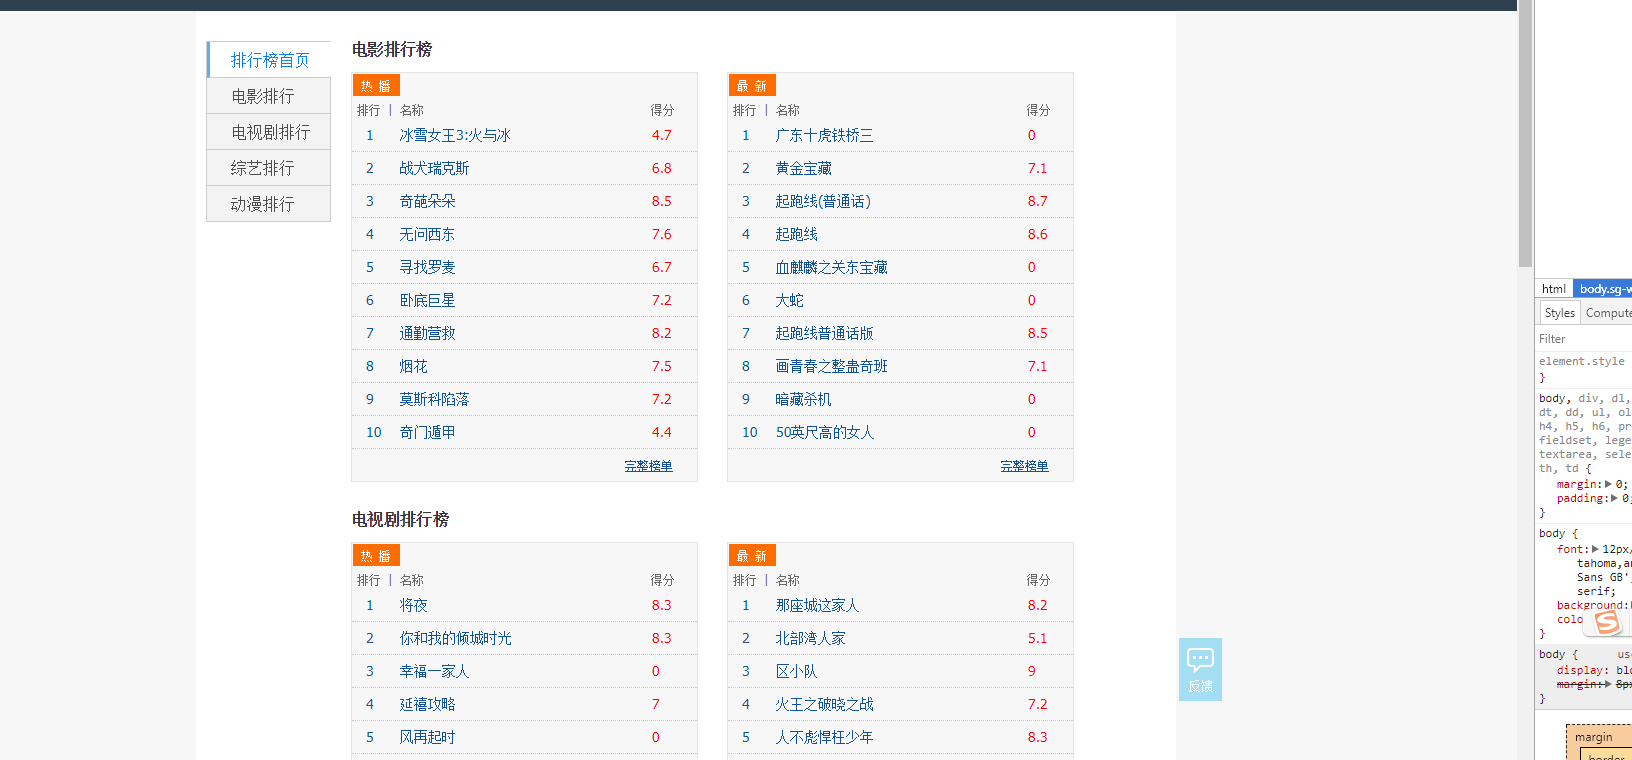 排行榜首页
电影排行
电视剧排行
综艺排行
动漫排行
电影排行榜
热 播
排行 | 名称 得分
1 冰雪女王3:火与冰 4.7
2 战犬瑞克斯 6.8
3 奇葩朵朵 8.5
4 无问西东 7.6
5 寻找罗麦 6.7
6 卧底巨星 7.2
7 通勤营救 8.2
8 烟花 7.5
9 莫斯科陷落 7.2
10 奇门遁甲 4.4
完整榜单
最 新
排行 | 名称 得分
1 广东十虎铁桥三 0
2 黄金宝藏 7.1
3 起跑线(普通话) 8.7
4 起跑线 8.6
5 血麒麟之关东宝藏 0
6 大蛇 0
7 起跑线普通话版 8.5
8 画青春之整蛊奇班 7.1
9 暗藏杀机 0
10 50英尺高的女人 0
完整榜单
电视剧排行榜
热 播
排行 | 名称 得分
1 将夜 8.3
2 你和我的倾城时光 8.3
3 幸福一家人 0
4 延禧攻略 7
5 风再起时 0
最 新
排行 | 名称 得分
1 那座城这家人 8.2
2 北部湾人家 5.1
3 区小队 9
4 火王之破晓之战 7.2
5 人不彪悍枉少年 8.3
反馈
html body.sg-w
Styles Compute
Filter
element.style
}
body, div, dl,
dt, dd, ul, ol
h4, h5, h6, pr
fieldset, lege
textarea, sele
th, td {
margin: 0;
padding: 0;
}
body {
font: 12px/
tahoma,ar
Sans GB',
serif;
background:
colo
}
S
body { us
display: blo
margin: 8px
}
margin
border